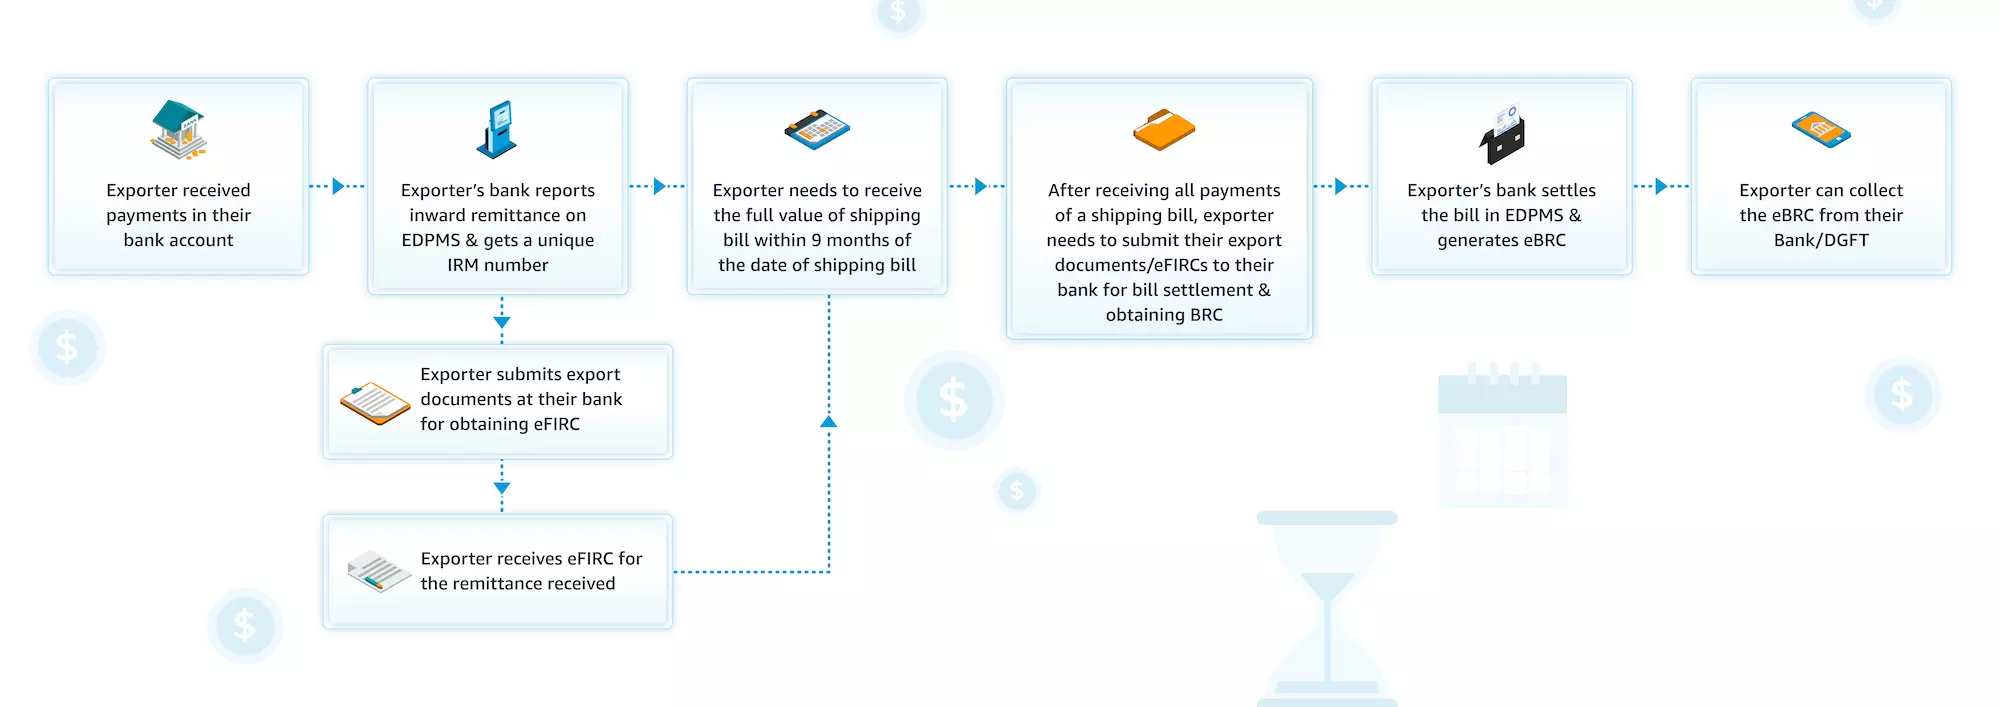 Exporter received
payments in their
bank account
Exporter's bank reports
inward remittance on
EDPMS & gets a unique
IRM number
Exporter needs to receive
the full value of shipping
bill within 9 months of
the date of shipping bill
After receiving all payments
of a shipping bill, exporter
needs to submit their export
documents/eFIRCs to their
bank for bill settlement &
obtaining BRC
Exporter's bank settles
the bill in EDPMS &
generates eBRC
Exporter can collect
the eBRC from their
Bank/DGFT
Exporter submits export
documents at their bank
for obtaining eFIRC
Exporter receives eFIRC for
the remittance received
BANK
$
$
$
$
$
$
$